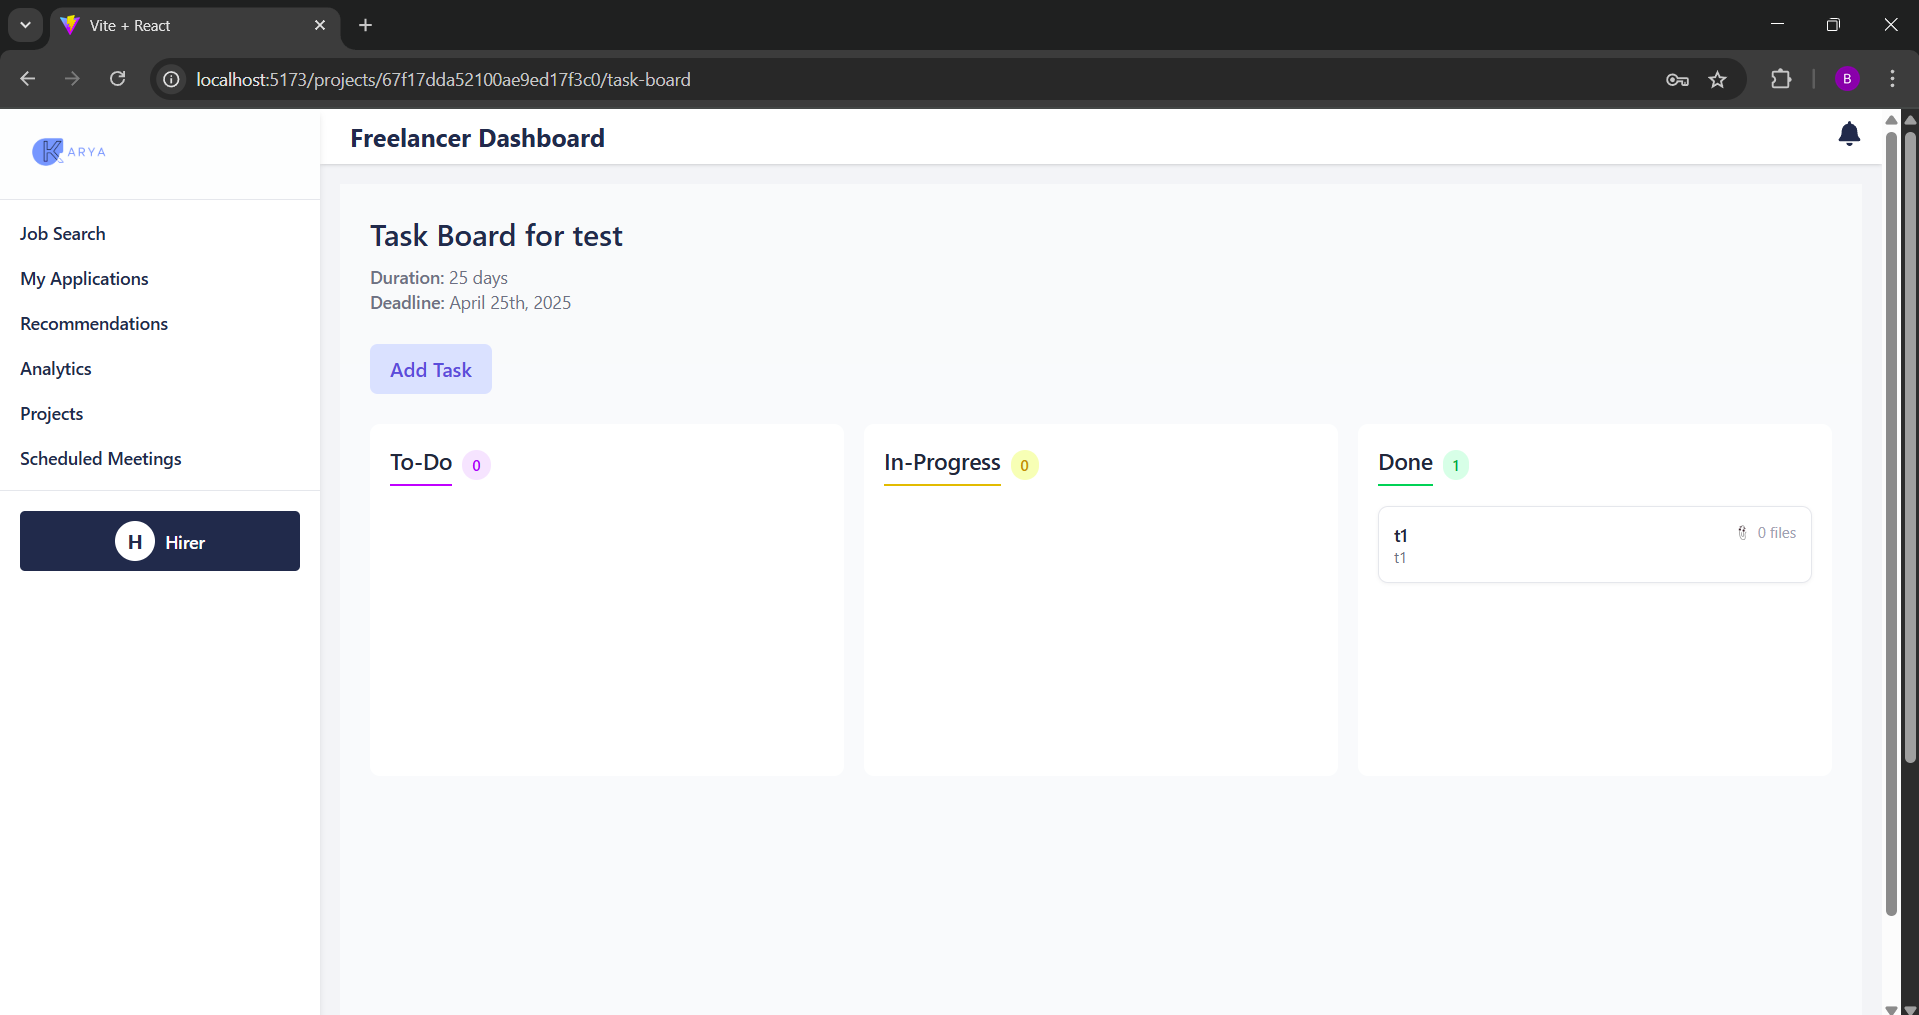 Vite + React
localhost:5173/projects/67f17dda52100ae9ed17f3c0/task-board
B
KARYA
Freelancer Dashboard
Job Search
My Applications
Recommendations
Analytics
Projects
Scheduled Meetings
H Hirer
Task Board for test
Duration: 25 days
Deadline: April 25th, 2025
Add Task
To-Do 0
In-Progress 0
Done 1
t1
0 files
t1